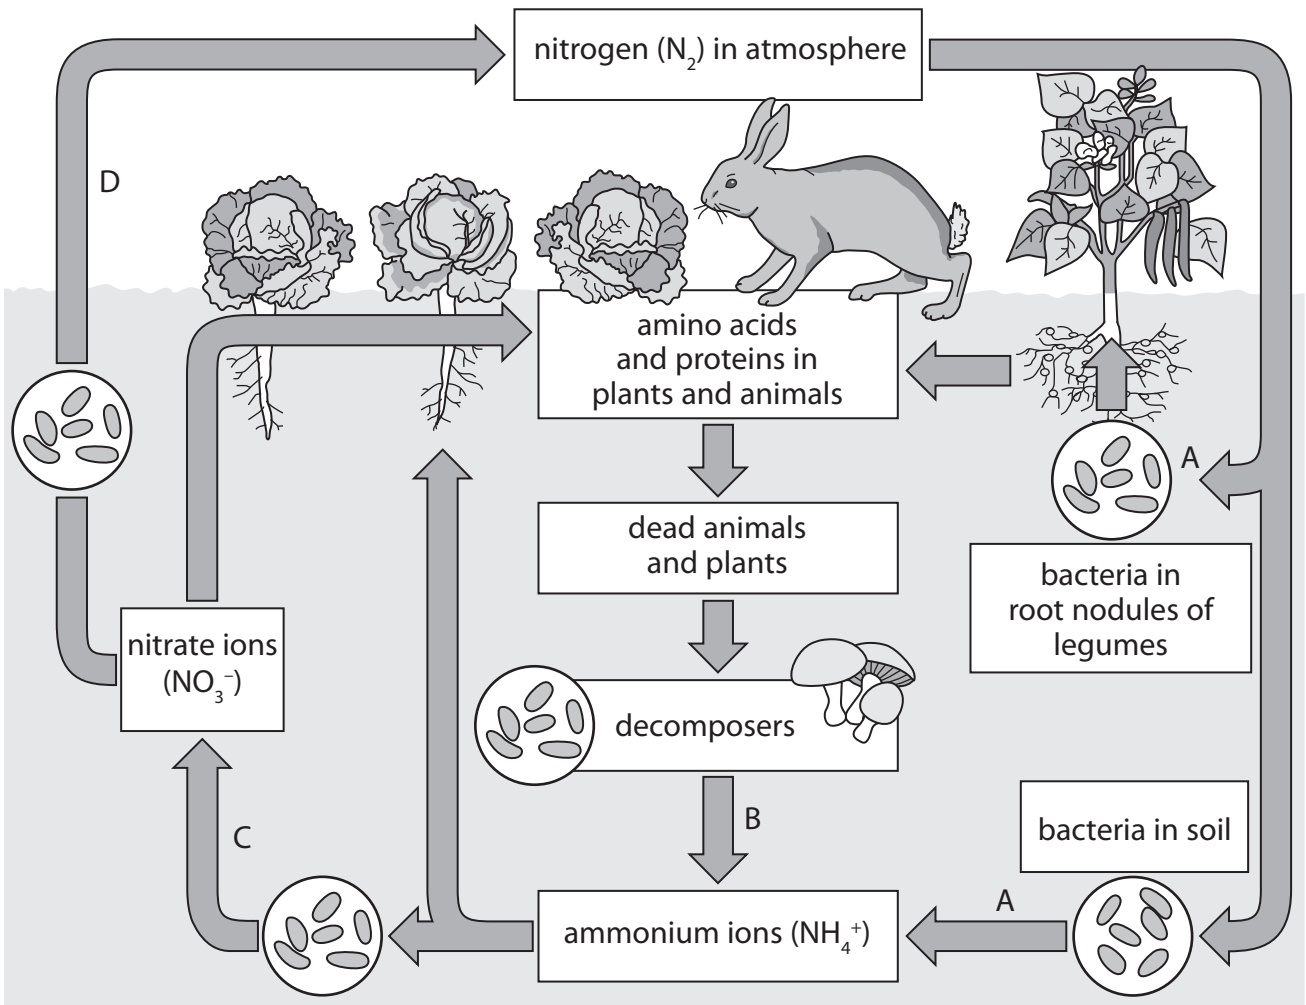 nitrogen (N₂) in atmosphere
D
amino acids
and proteins in
plants and animals
A
dead animals
and plants
bacteria in
root nodules of
legumes
nitrate ions
(NO₃⁻)
decomposers
B
C
bacteria in soil
A
ammonium ions (NH₄⁺)